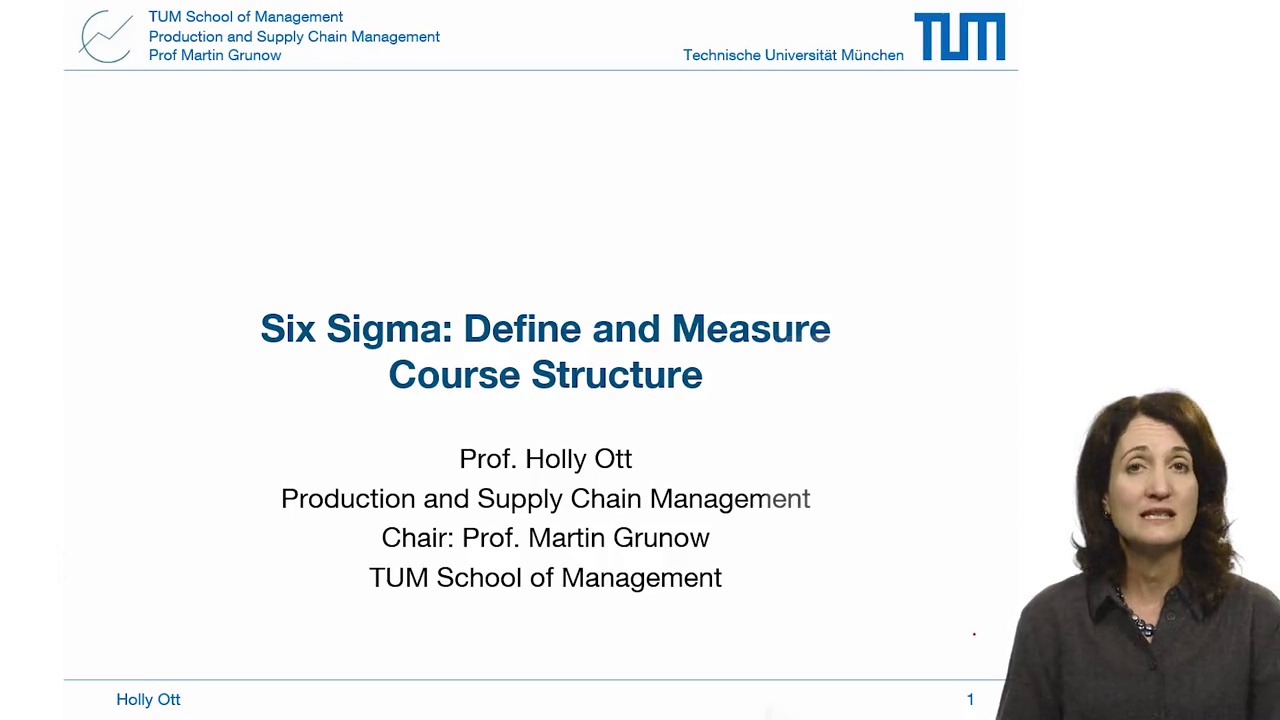 TUM School of Management
Production and Supply Chain Management
Prof Martin Grunow
Technische Universität München
TUM
Six Sigma: Define and Measure
Course Structure
Prof. Holly Ott
Production and Supply Chain Management
Chair: Prof. Martin Grunow
TUM School of Management
Holly Ott
1